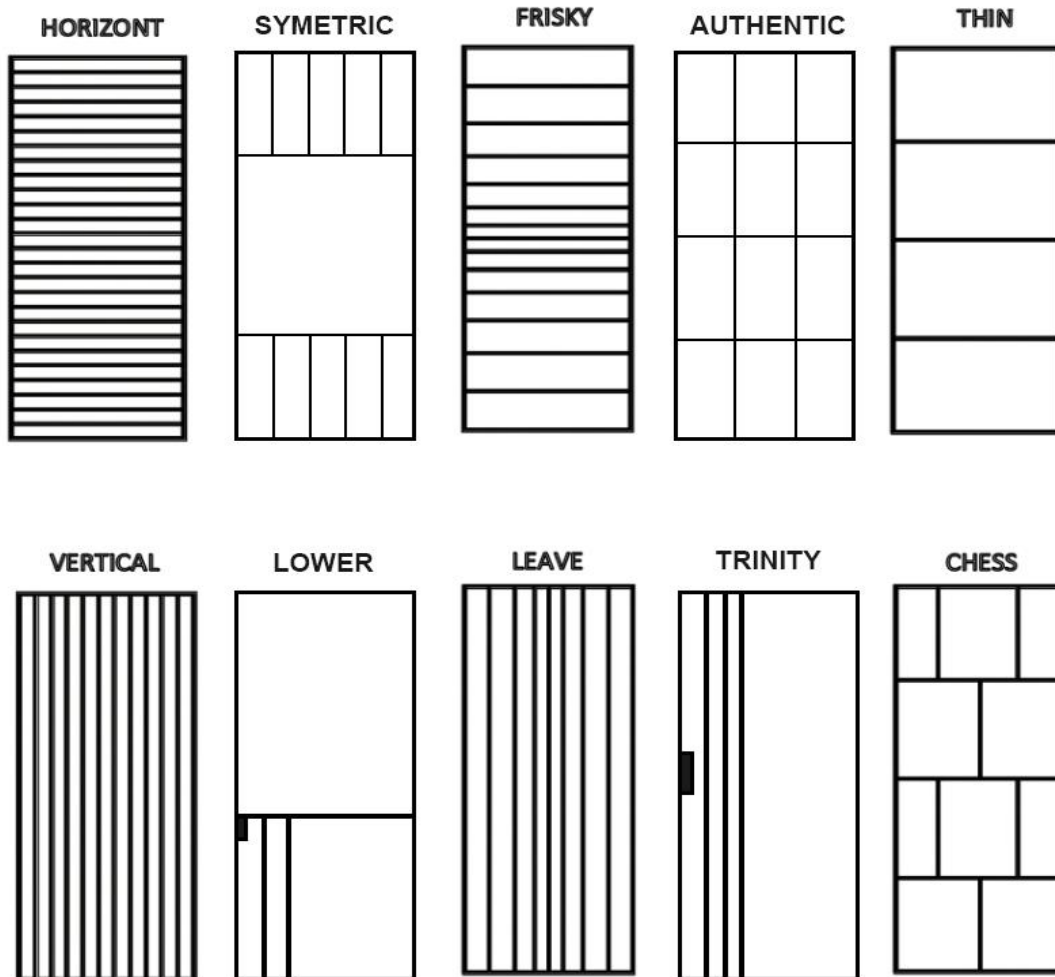 HORIZONT
SYMETRIC
FRISKY
AUTHENTIC
THIN
VERTICAL
LOWER
LEAVE
TRINITY
CHESS